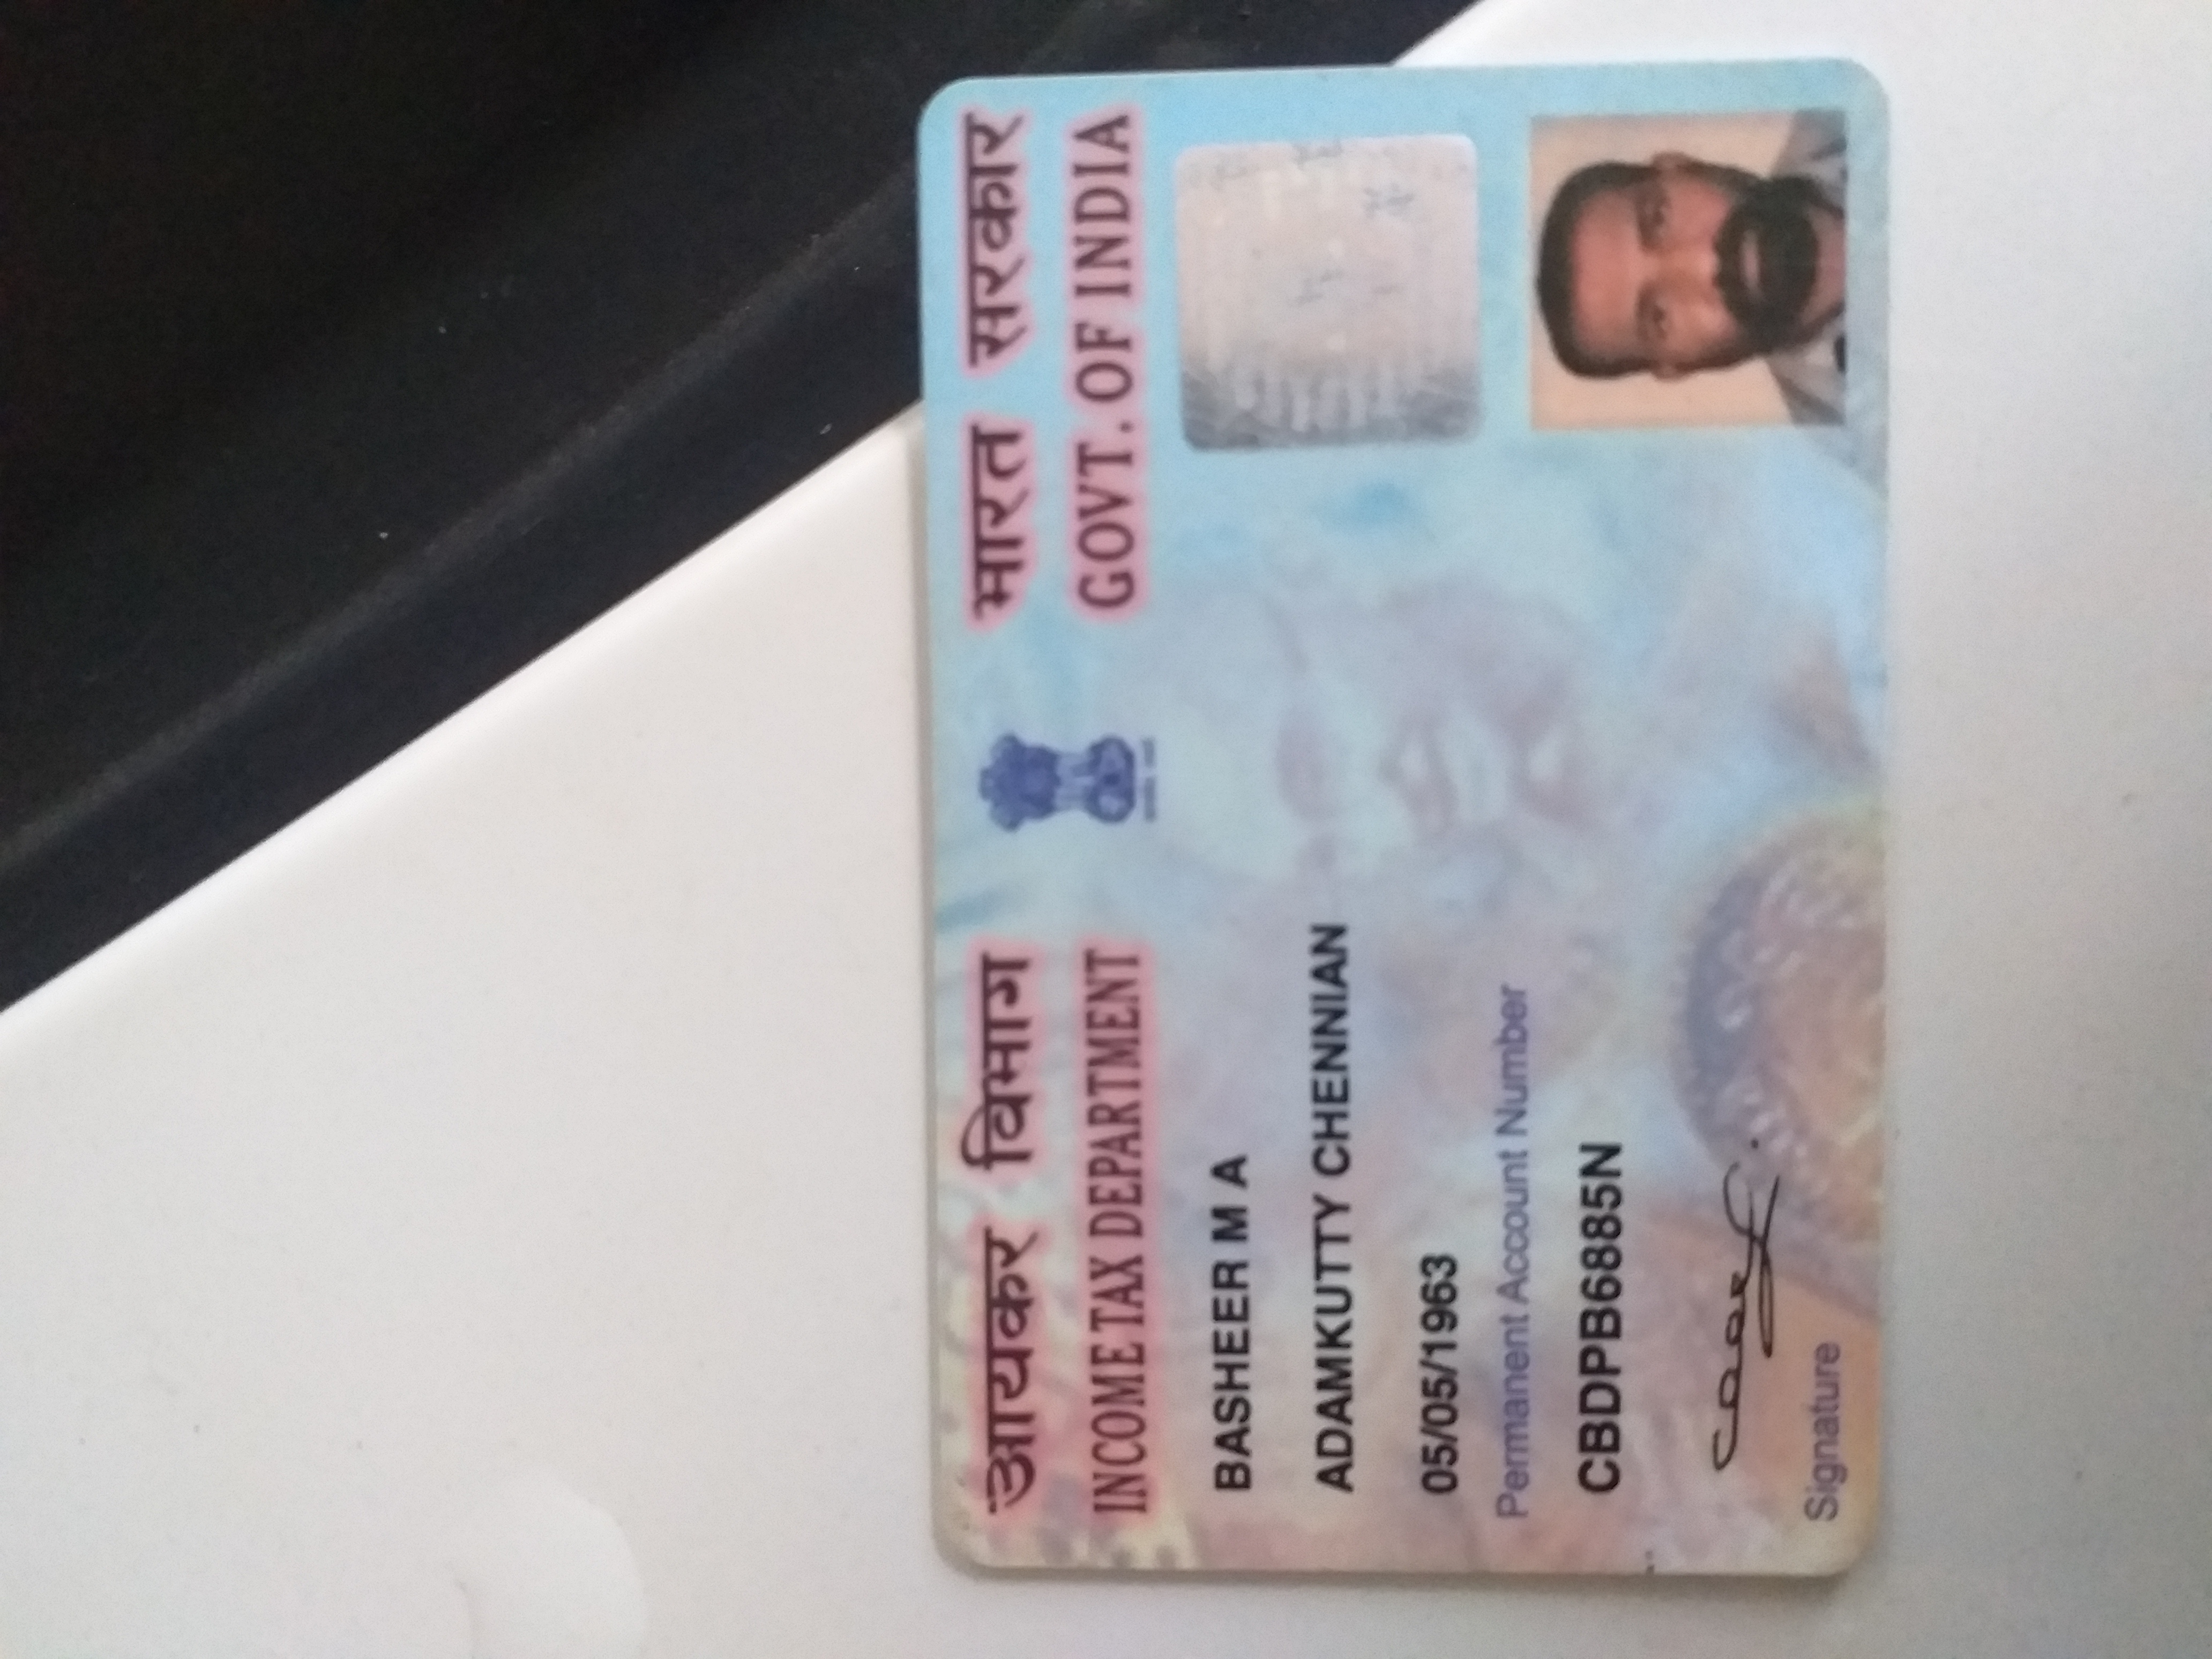 आयकर विभाग
भारत सरकार
INCOME TAX DEPARTMENT
GOVT. OF INDIA
BASHEER M A
ADAMKUTTY CHENNIAN
05/05/1963
Permanent Account Number
CBDPB6885N
Signature